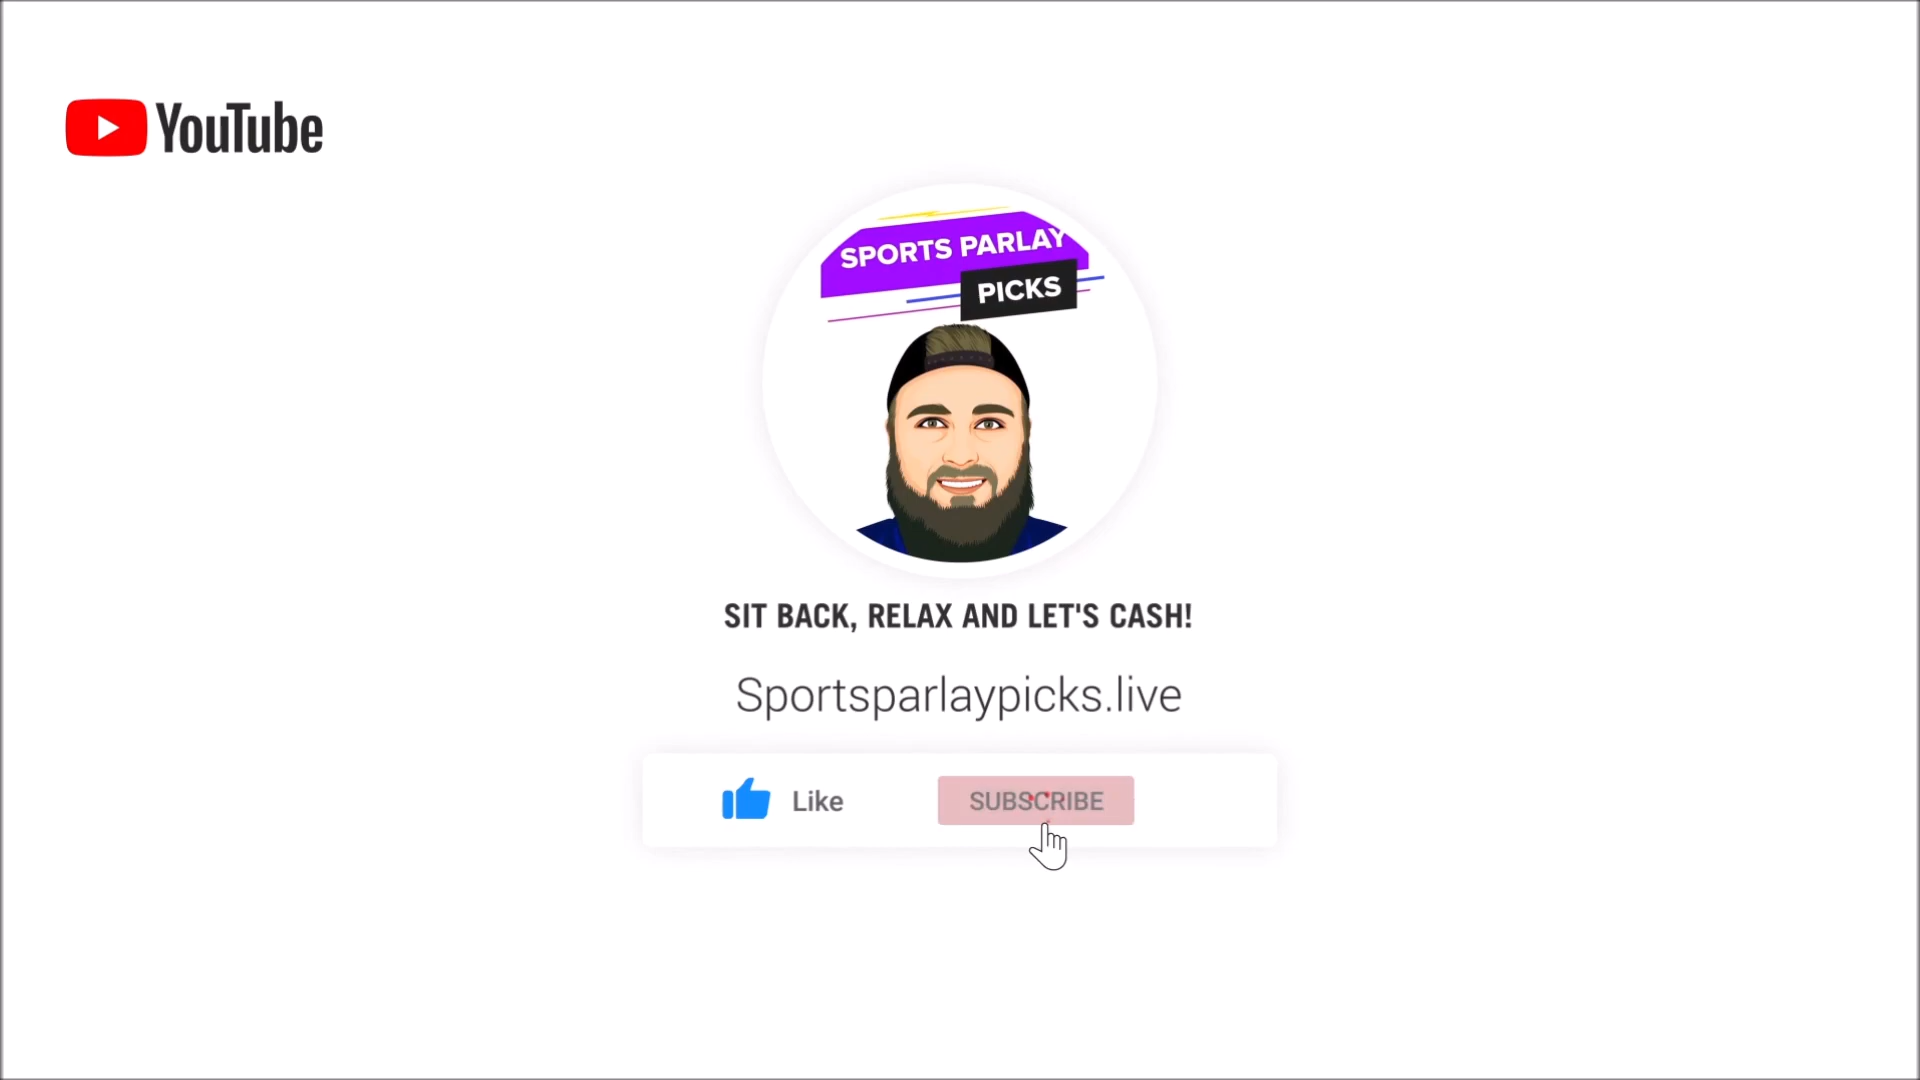 YouTube
SPORTS PARLAY
PICKS
SIT BACK, RELAX AND LET'S CASH!
Sportsparlaypicks.live
Like
SUBSCRIBE